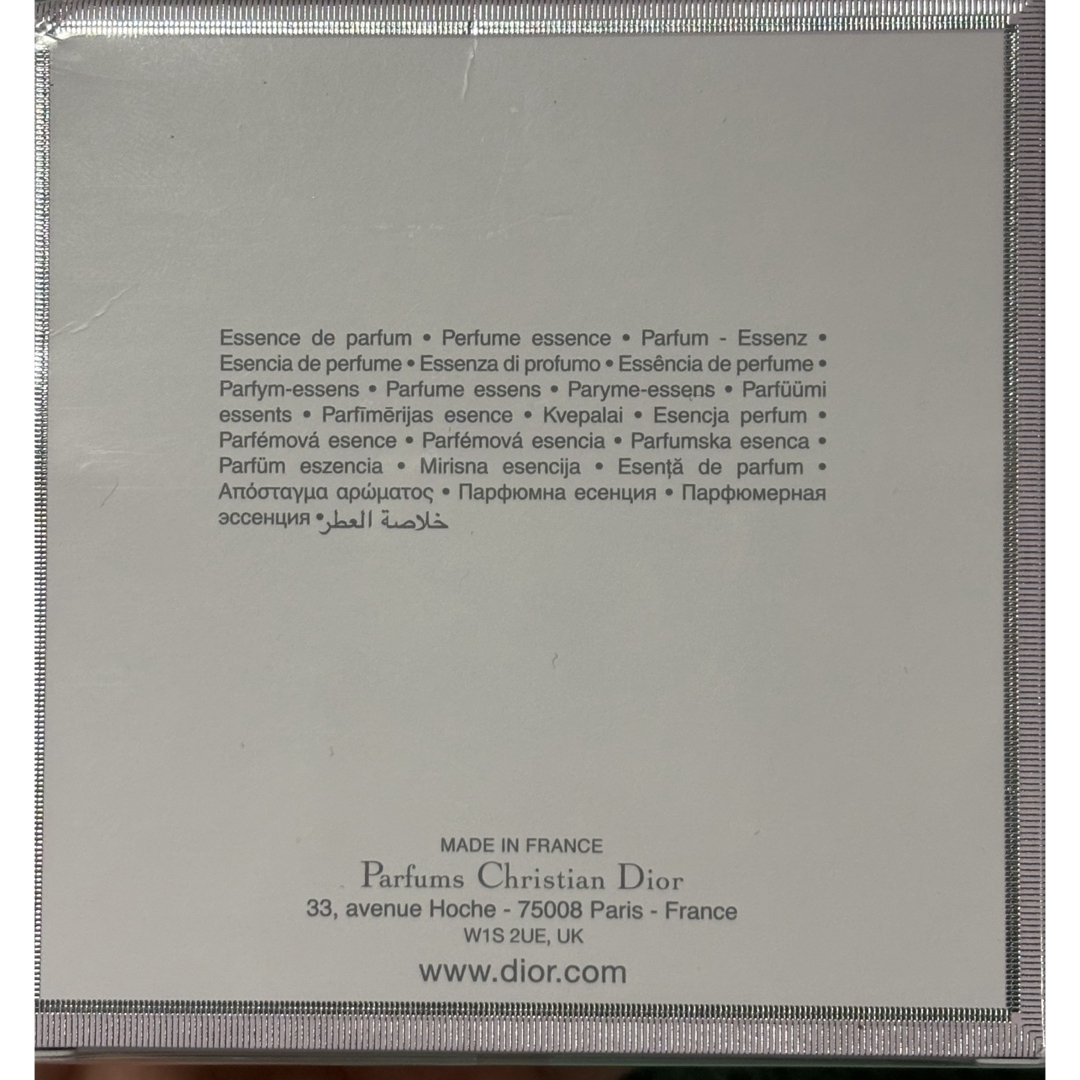 Essence de parfum • Perfume essence • Parfum - Essenz •
Esencia de perfume • Essenza di profumo • Essência de perfume •
Parfym-essens • Parfume essens • Paryme-essens • Parfüümi
essents • Parfīmērijas esence • Kvepalai • Esencja perfum •
Parfémová esence • Parfémová esencia • Parfumska esenca •
Parfüm eszencia • Mirisna esencija • Esenţă de parfum •
Απόσταγμα αρώματος • Парфюмна есенция • Парфюмерная
эссенция • خلاصة العطر
MADE IN FRANCE
Parfums Christian Dior
33, avenue Hoche - 75008 Paris - France
W1S 2UE, UK
www.dior.com